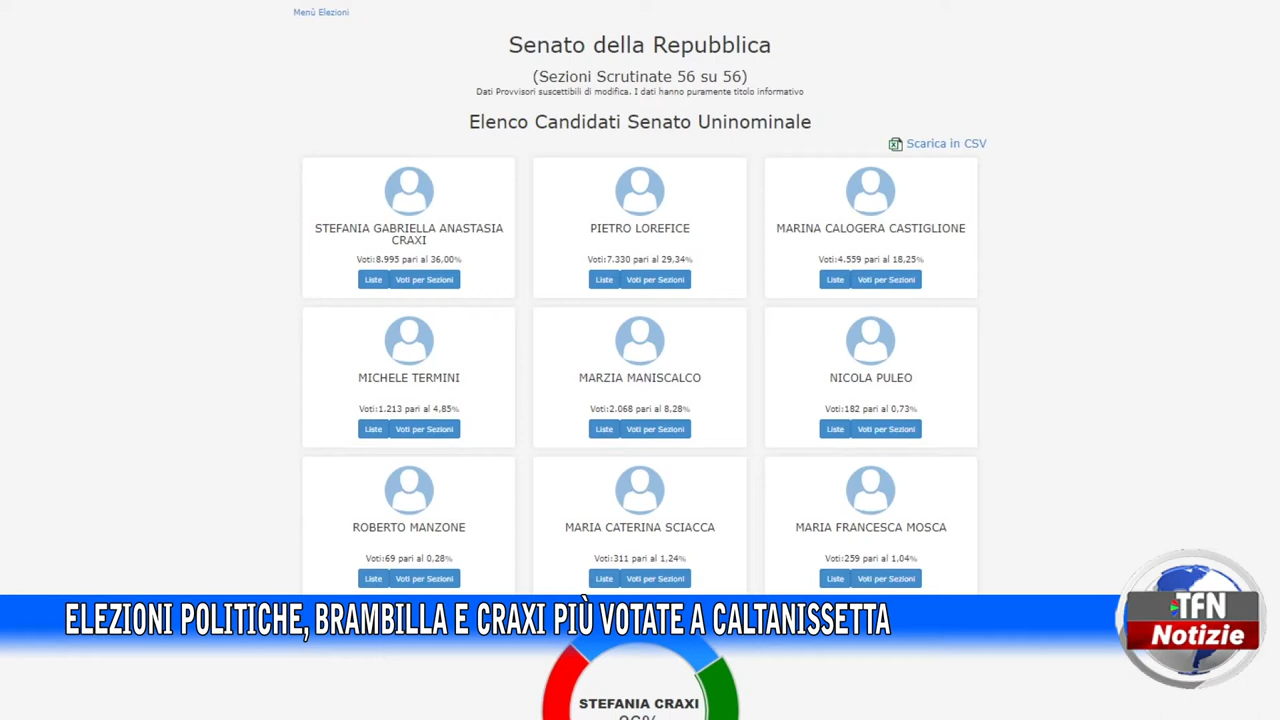 Menù Elezioni
Senato della Repubblica
(Sezioni Scrutinate 56 su 56)
Dati Provvisori suscettibili di modifica. I dati hanno puramente titolo informativo
Elenco Candidati Senato Uninominale
Scarica in CSV
STEFANIA GABRIELLA ANASTASIA
CRAXI
Voti:8.995 pari al 36,00%
Liste Voti per Sezioni
PIETRO LOREFICE
Voti:7.330 pari al 29,34%
Liste Voti per Sezioni
MARINA CALOGERA CASTIGLIONE
Voti:4.559 pari al 18,25%
Liste Voti per Sezioni
MICHELE TERMINI
Voti:1.213 pari al 4,85%
Liste Voti per Sezioni
MARZIA MANISCALCO
Voti:2.068 pari al 8,28%
Liste Voti per Sezioni
NICOLA PULEO
Voti:182 pari al 0,73%
Liste Voti per Sezioni
ROBERTO MANZONE
Voti:69 pari al 0,28%
Liste Voti per Sezioni
MARIA CATERINA SCIACCA
Voti:311 pari al 1,24%
Liste Voti per Sezioni
MARIA FRANCESCA MOSCA
Voti:259 pari al 1,04%
Liste Voti per Sezioni
ELEZIONI POLITICHE, BRAMBILLA E CRAXI PIÙ VOTATE A CALTANISSETTA
TFN
Notizie
STEFANIA CRAXI